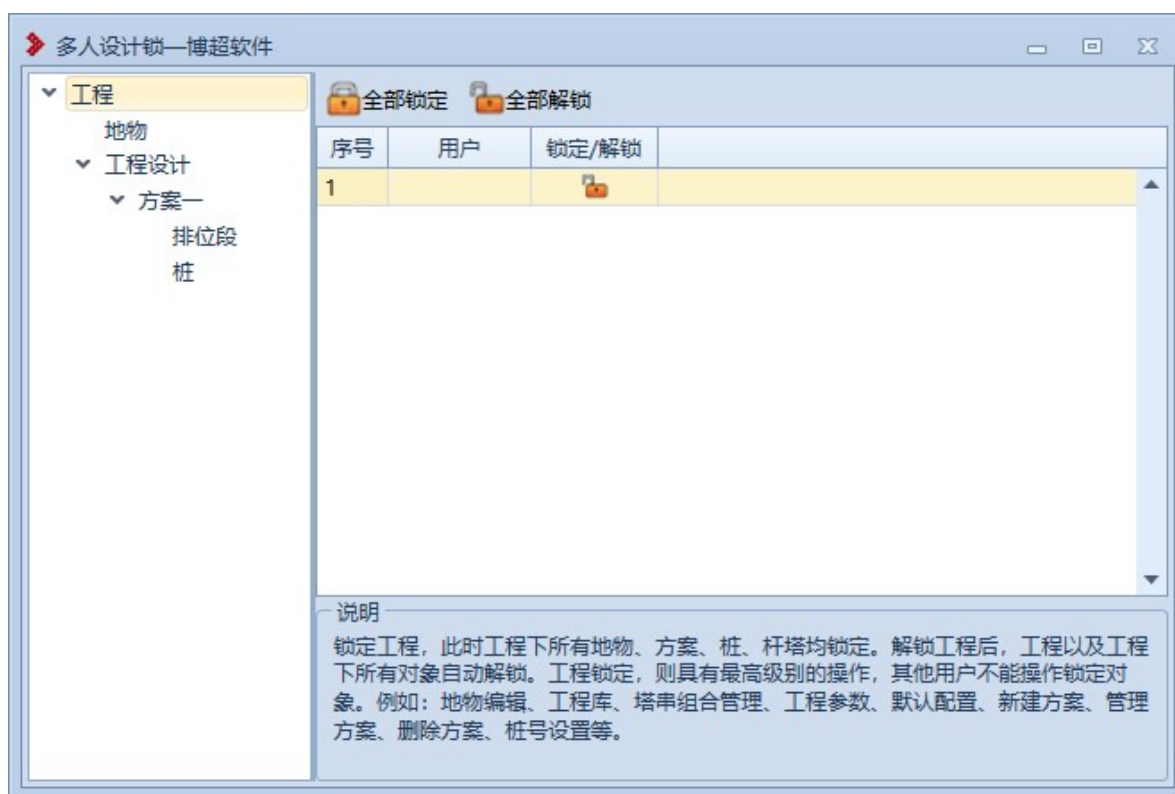 多人设计锁—博超软件
工程
地物
工程设计
方案一
排位段
桩
全部锁定 全部解锁
序号 用户 锁定/解锁
1
说明
锁定工程，此时工程下所有地物、方案、桩、杆塔均锁定。解锁工程后，工程以及工程
下所有对象自动解锁。工程锁定，则具有最高级别的操作，其他用户不能操作锁定对
象。例如：地物编辑、工程库、塔串组合管理、工程参数、默认配置、新建方案、管理
方案、删除方案、桩号设置等。